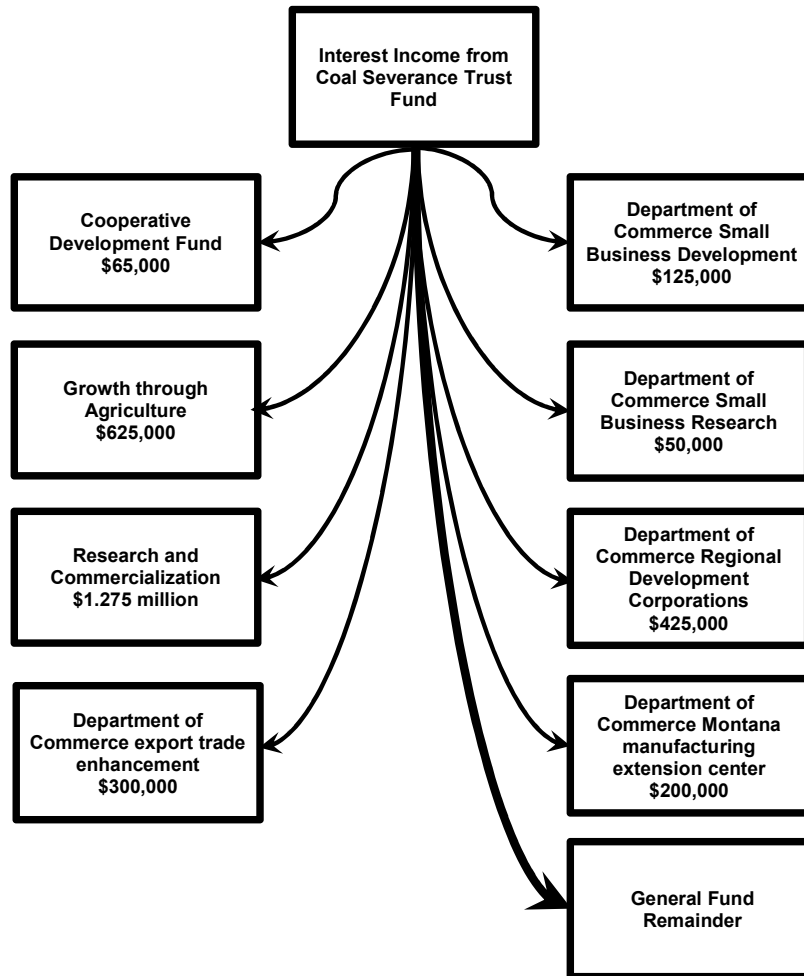 Interest Income from
Coal Severance Trust
Fund
Cooperative
Development Fund
$65,000
Department of
Commerce Small
Business Development
$125,000
Growth through
Agriculture
$625,000
Department of
Commerce Small
Business Research
$50,000
Research and
Commercialization
$1.275 million
Department of
Commerce Regional
Development
Corporations
$425,000
Department of
Commerce export trade
enhancement
$300,000
Department of
Commerce Montana
manufacturing
extension center
$200,000
General Fund
Remainder